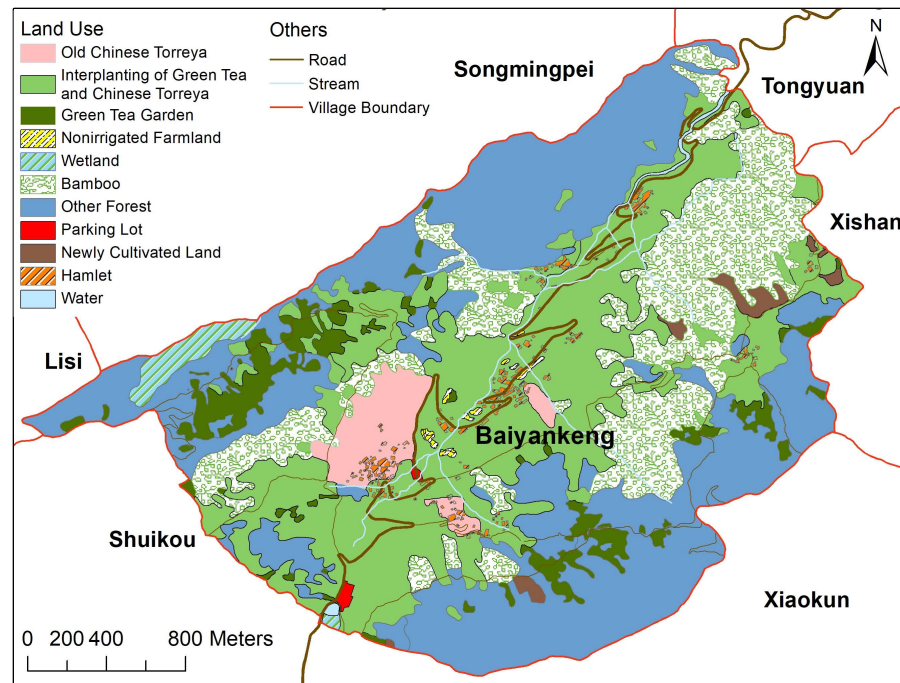 Land Use
Old Chinese Torreya
Interplanting of Green Tea
and Chinese Torreya
Green Tea Garden
Nonirrigated Farmland
Wetland
Bamboo
Other Forest
Parking Lot
Newly Cultivated Land
Hamlet
Water
Others
Road
Stream
Village Boundary
N
Songmingpei
Tongyuan
Xishan
Lisi
Baiyankeng
Shuikou
Xiaokun
0 200 400 800 Meters